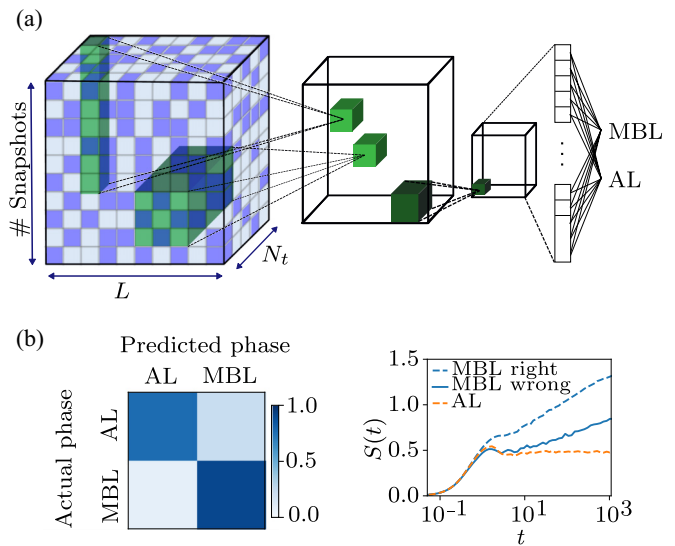 (a)
# Snapshots
L
N_t
MBL
AL
(b)
Predicted phase
AL MBL
Actual phase
AL
MBL
1.0
0.5
0.0
MBL right
MBL wrong
AL
S(t)
1.5
1.0
0.5
0.0
10^−1 10^1 10^3
t